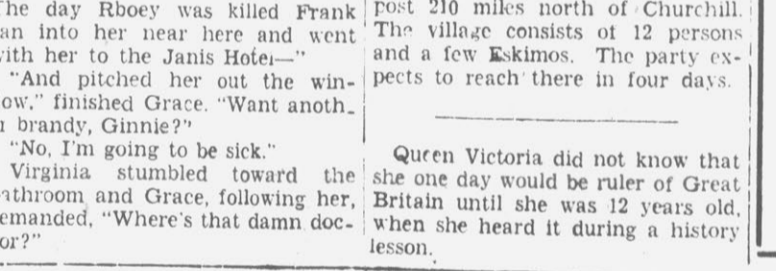 The day Rboey was killed Frank
an into her near here and went
with her to the Janis Hotel—"
"And pitched her out the win-
ow," finished Grace. "Want anoth-
brandy, Ginnie?"
"No, I'm going to be sick."
Virginia stumbled toward the
athroom and Grace, following her,
emanded, "Where's that damn doc-
or?"
post 210 miles north of Churchill.
The village consists of 12 persons
and a few Eskimos. The party ex-
pects to reach there in four days.
Queen Victoria did not know that
she one day would be ruler of Great
Britain until she was 12 years old,
when she heard it during a history
lesson.